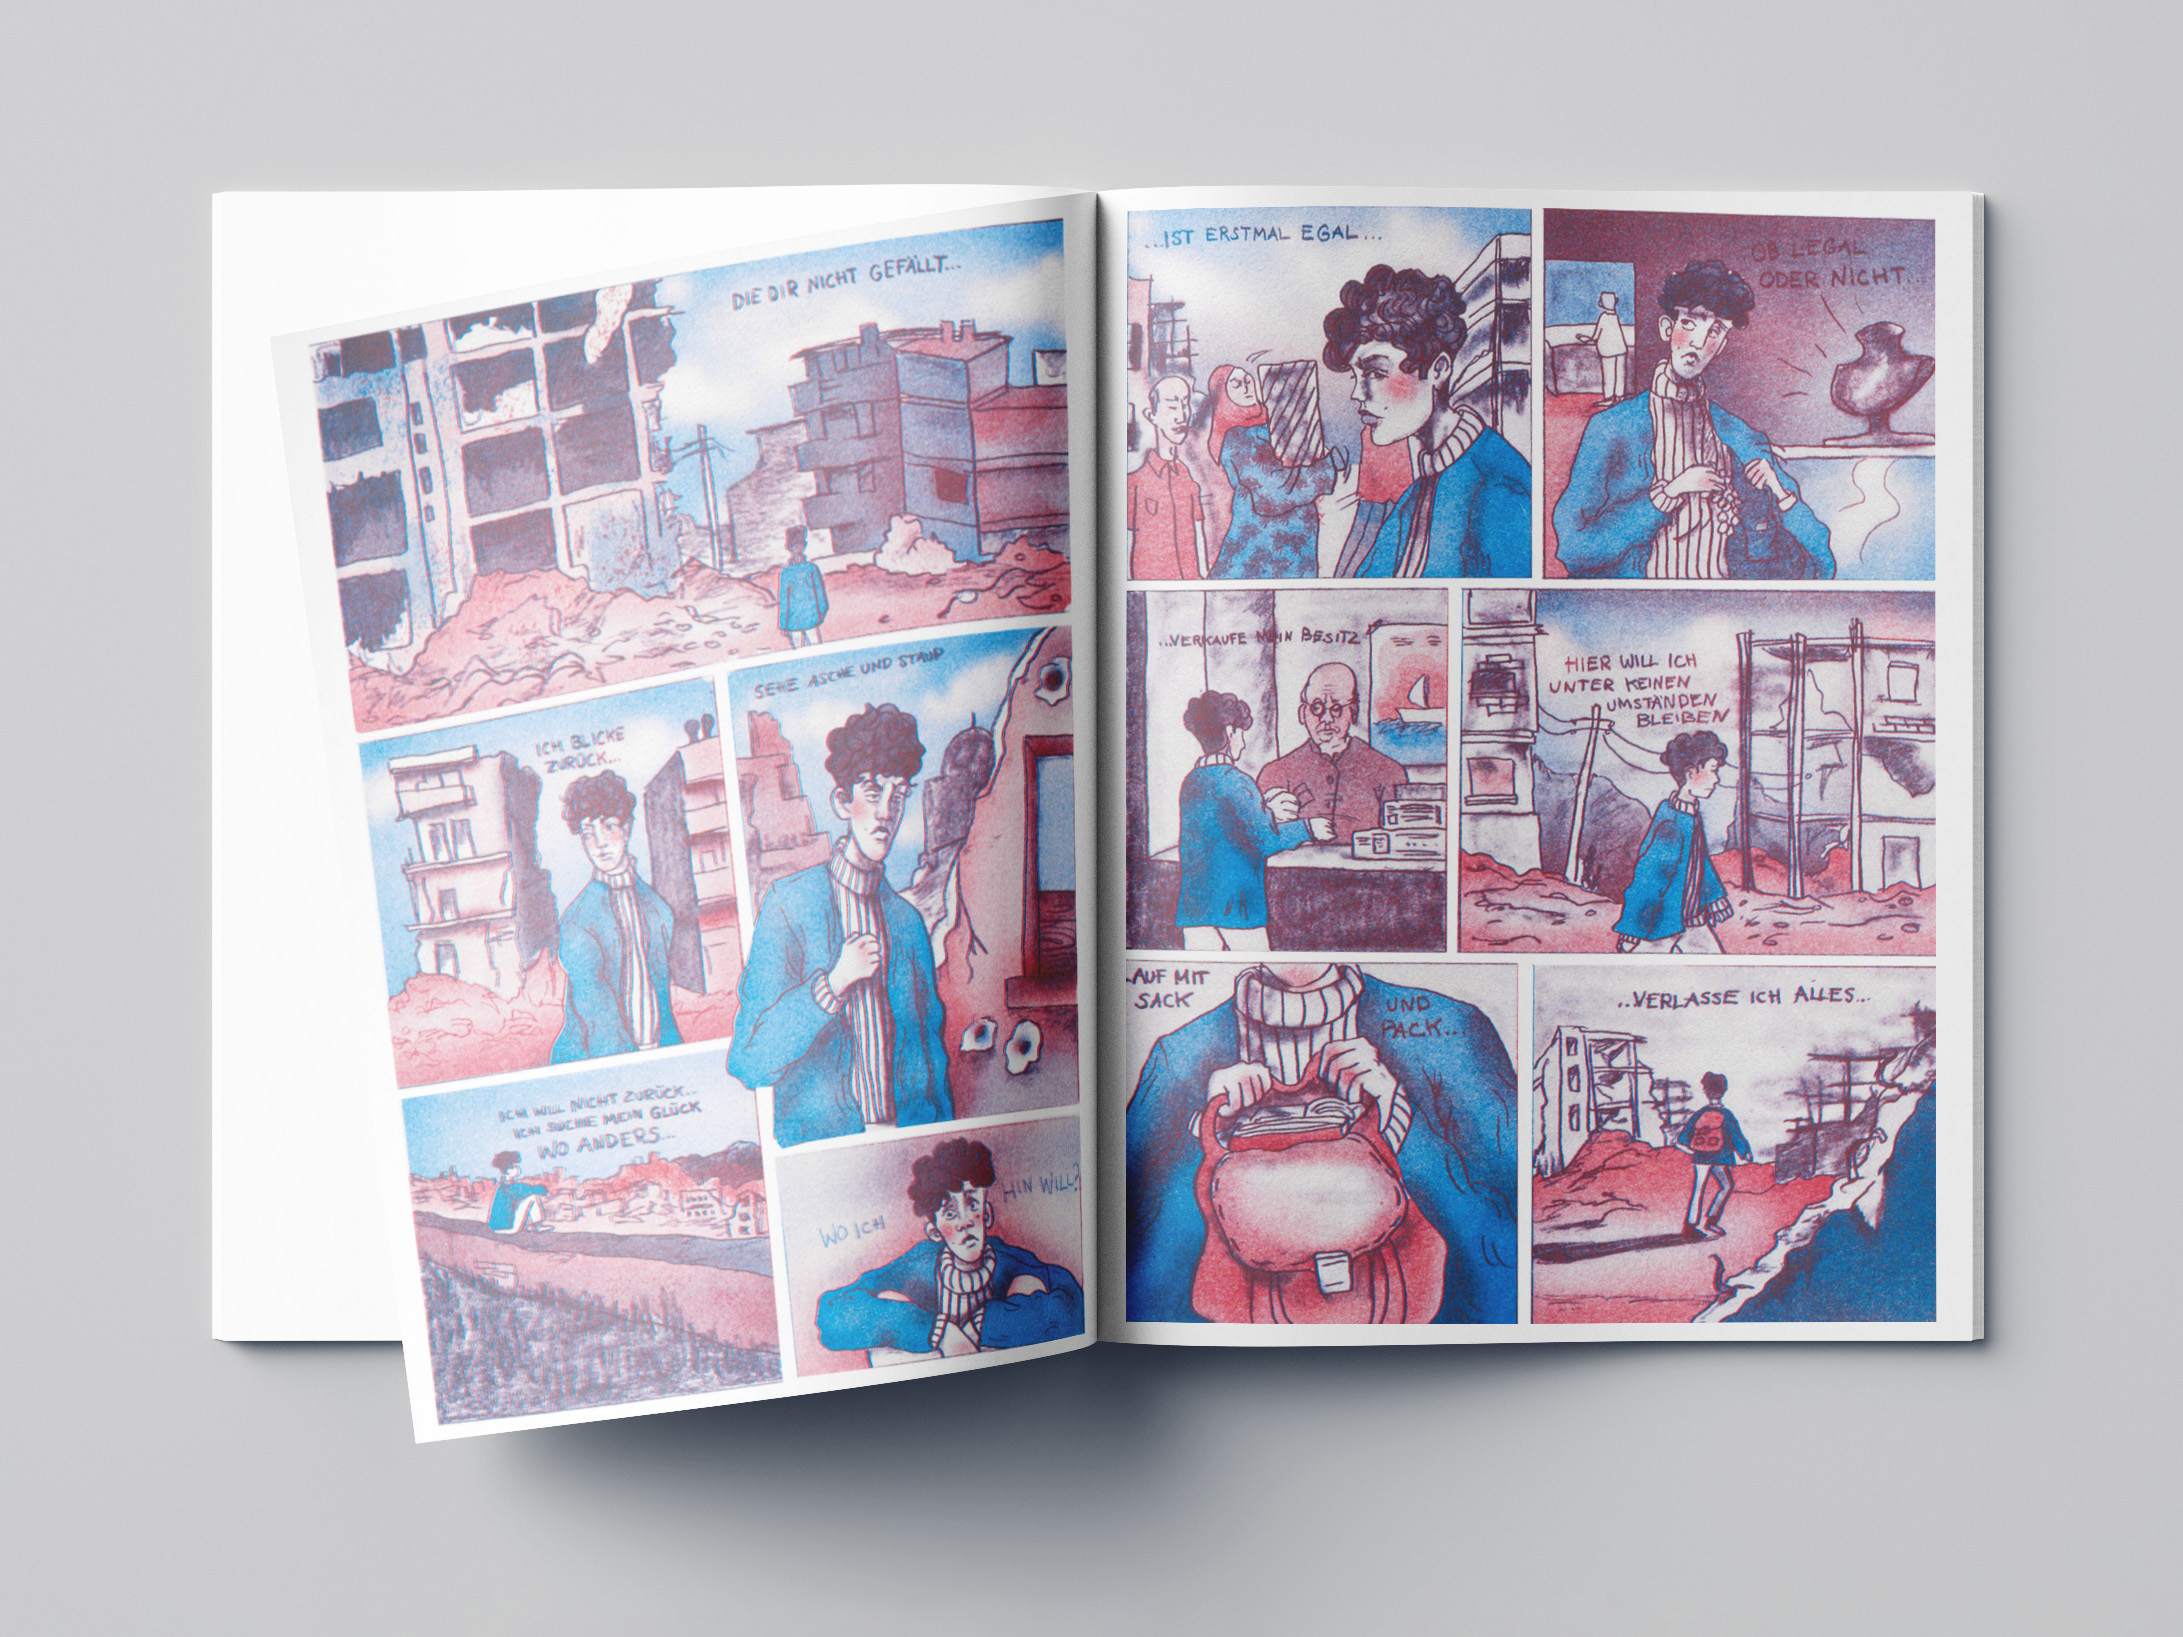 DIE DIR NICHT GEFÄLLT...
ICH BLICKE
ZURÜCK...
SEHE ASCHE UND STAUB
ICH WILL NICHT ZURÜCK...
ICH SUCHE MEIN GLÜCK
WO ANDERS...
WO ICH
HIN WILL?
...IST ERSTMAL EGAL...
OB LEGAL
ODER NICHT...
...VERKAUFE MEIN BESITZ
HIER WILL ICH
UNTER KEINEN
UMSTÄNDEN
BLEIBEN
..AUF MIT
SACK
UND
PACK...
...VERLASSE ICH ALLES...